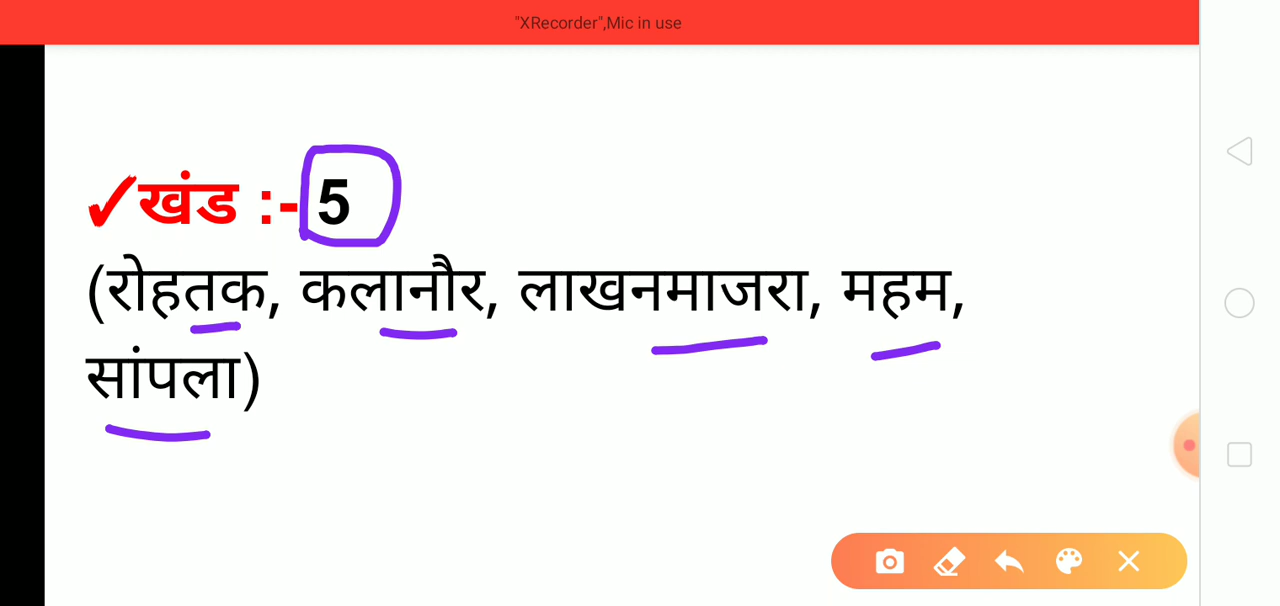 "XRecorder",Mic in use
✓खंड :- 5
(रोहतक, कलानौर, लाखनमाजरा, महम,
सांपला)